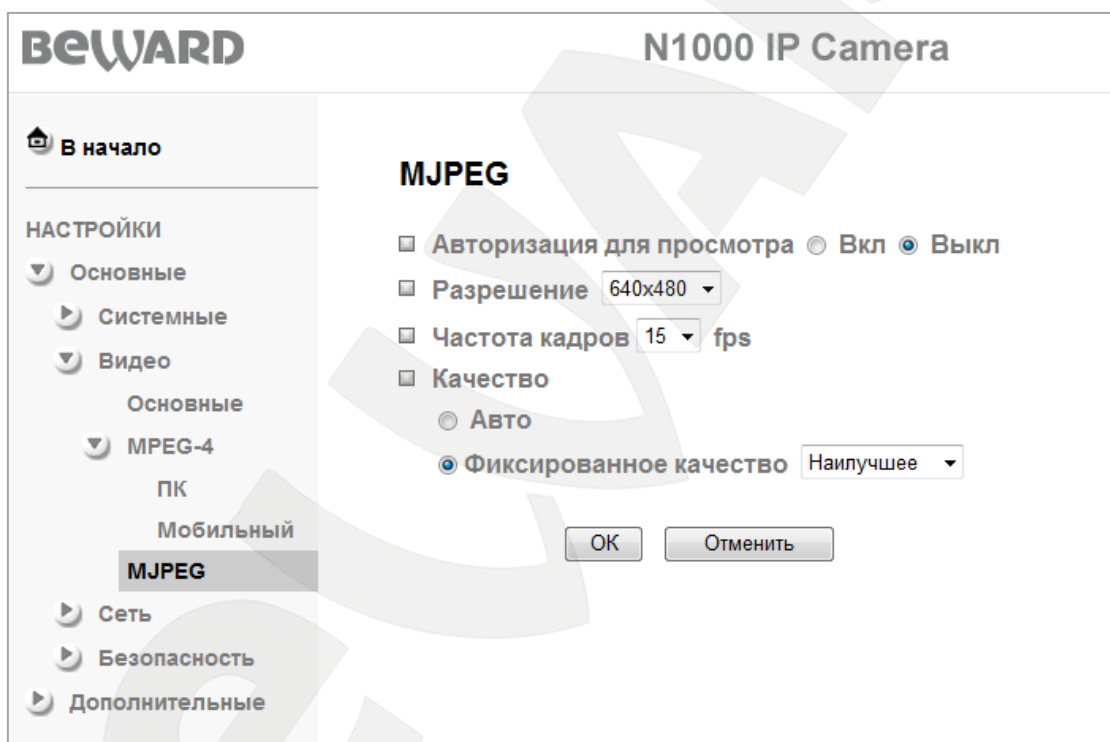 BEWARD
N1000 IP Camera
В начало
НАСТРОЙКИ
Основные
Системные
Видео
Основные
MPEG-4
ПК
Мобильный
MJPEG
Сеть
Безопасность
Дополнительные
MJPEG
Авторизация для просмотра Вкл Выкл
Разрешение 640x480
Частота кадров 15 fps
Качество
Авто
Фиксированное качество Наилучшее
OK Отменить